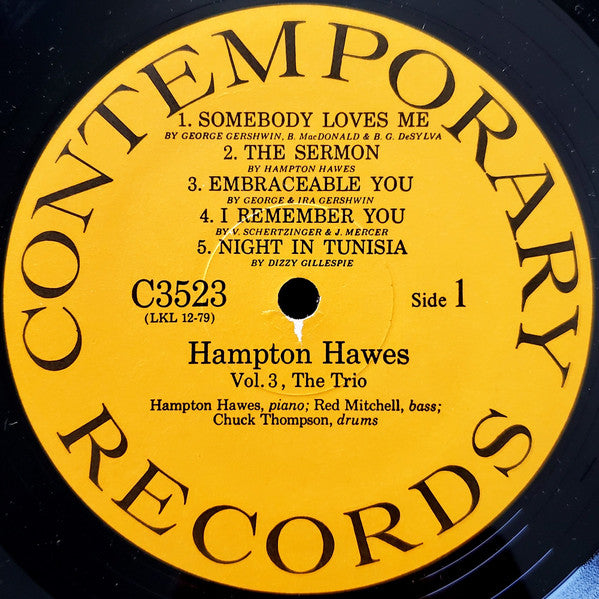 CONTEMPORARY
1. SOMEBODY LOVES ME
BY GEORGE GERSHWIN, B. MacDONALD & B. G. DeSYLVA
2. THE SERMON
BY HAMPTON HAWES
3. EMBRACEABLE YOU
BY GEORGE & IRA GERSHWIN
4. I REMEMBER YOU
BY V. SCHERTZINGER & J. MERCER
5. NIGHT IN TUNISIA
BY DIZZY GILLESPIE
C3523
(LKL 12-79)
Side 1
Hampton Hawes
Vol. 3, The Trio
Hampton Hawes, piano; Red Mitchell, bass;
Chuck Thompson, drums
RECORDS